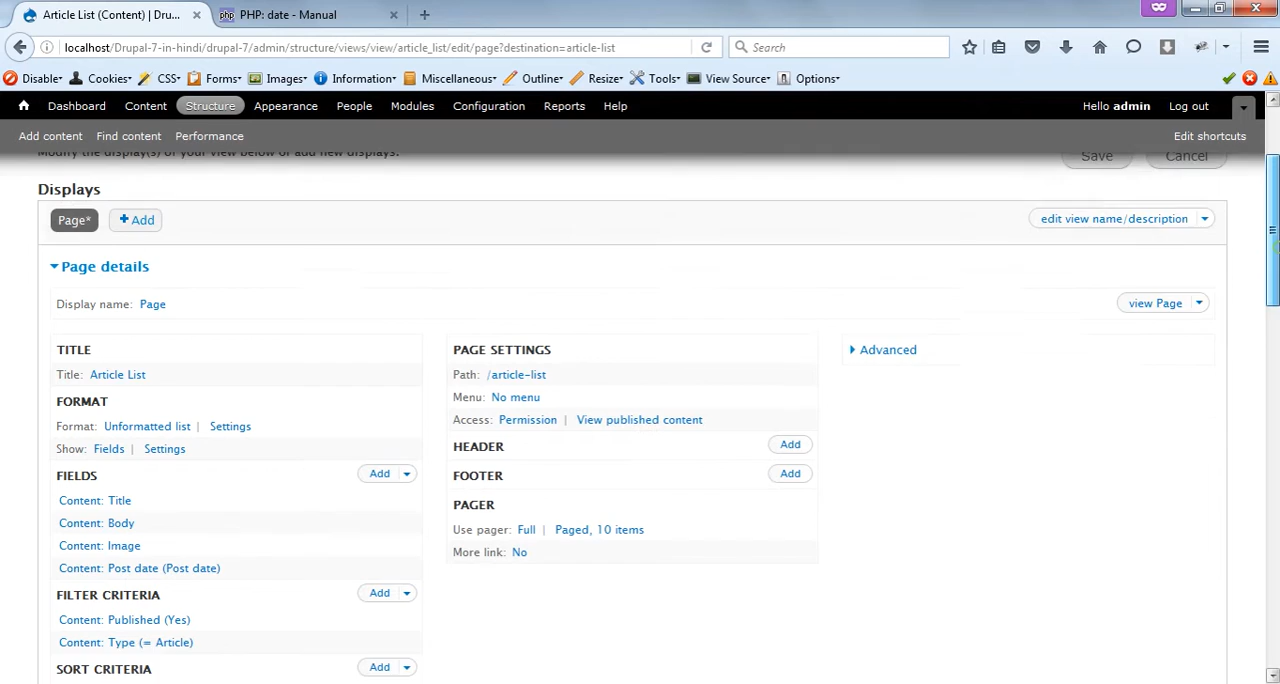 Article List (Content) | Dru...
PHP: date - Manual
localhost/Drupal-7-in-hindi/drupal-7/admin/structure/views/view/article_list/edit/page?destination=article-list
Search
Disable
Cookies
CSS
Forms
Images
Information
Miscellaneous
Outline
Resize
Tools
View Source
Options
Dashboard
Content
Structure
Appearance
People
Modules
Configuration
Reports
Help
Hello admin
Log out
Add content
Find content
Performance
Edit shortcuts
Modify the display(s) of your view below or add new displays.
Save
Cancel
Displays
Page*
Add
edit view name/description
Page details
Display name: Page
view Page
TITLE
Title: Article List
FORMAT
Format: Unformatted list | Settings
Show: Fields | Settings
FIELDS
Add
Content: Title
Content: Body
Content: Image
Content: Post date (Post date)
FILTER CRITERIA
Add
Content: Published (Yes)
Content: Type (= Article)
SORT CRITERIA
Add
PAGE SETTINGS
Path: /article-list
Menu: No menu
Access: Permission | View published content
HEADER
Add
FOOTER
Add
PAGER
Use pager: Full | Paged, 10 items
More link: No
Advanced